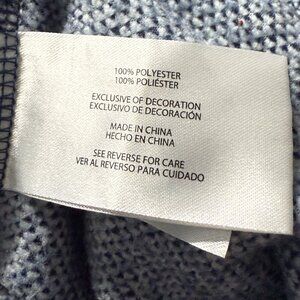 100% POLYESTER
100% POLIÉSTER
EXCLUSIVE OF DECORATION
EXCLUSIVO DE DECORACIÓN
MADE IN CHINA
HECHO EN CHINA
SEE REVERSE FOR CARE
VER AL REVERSO PARA CUIDADO